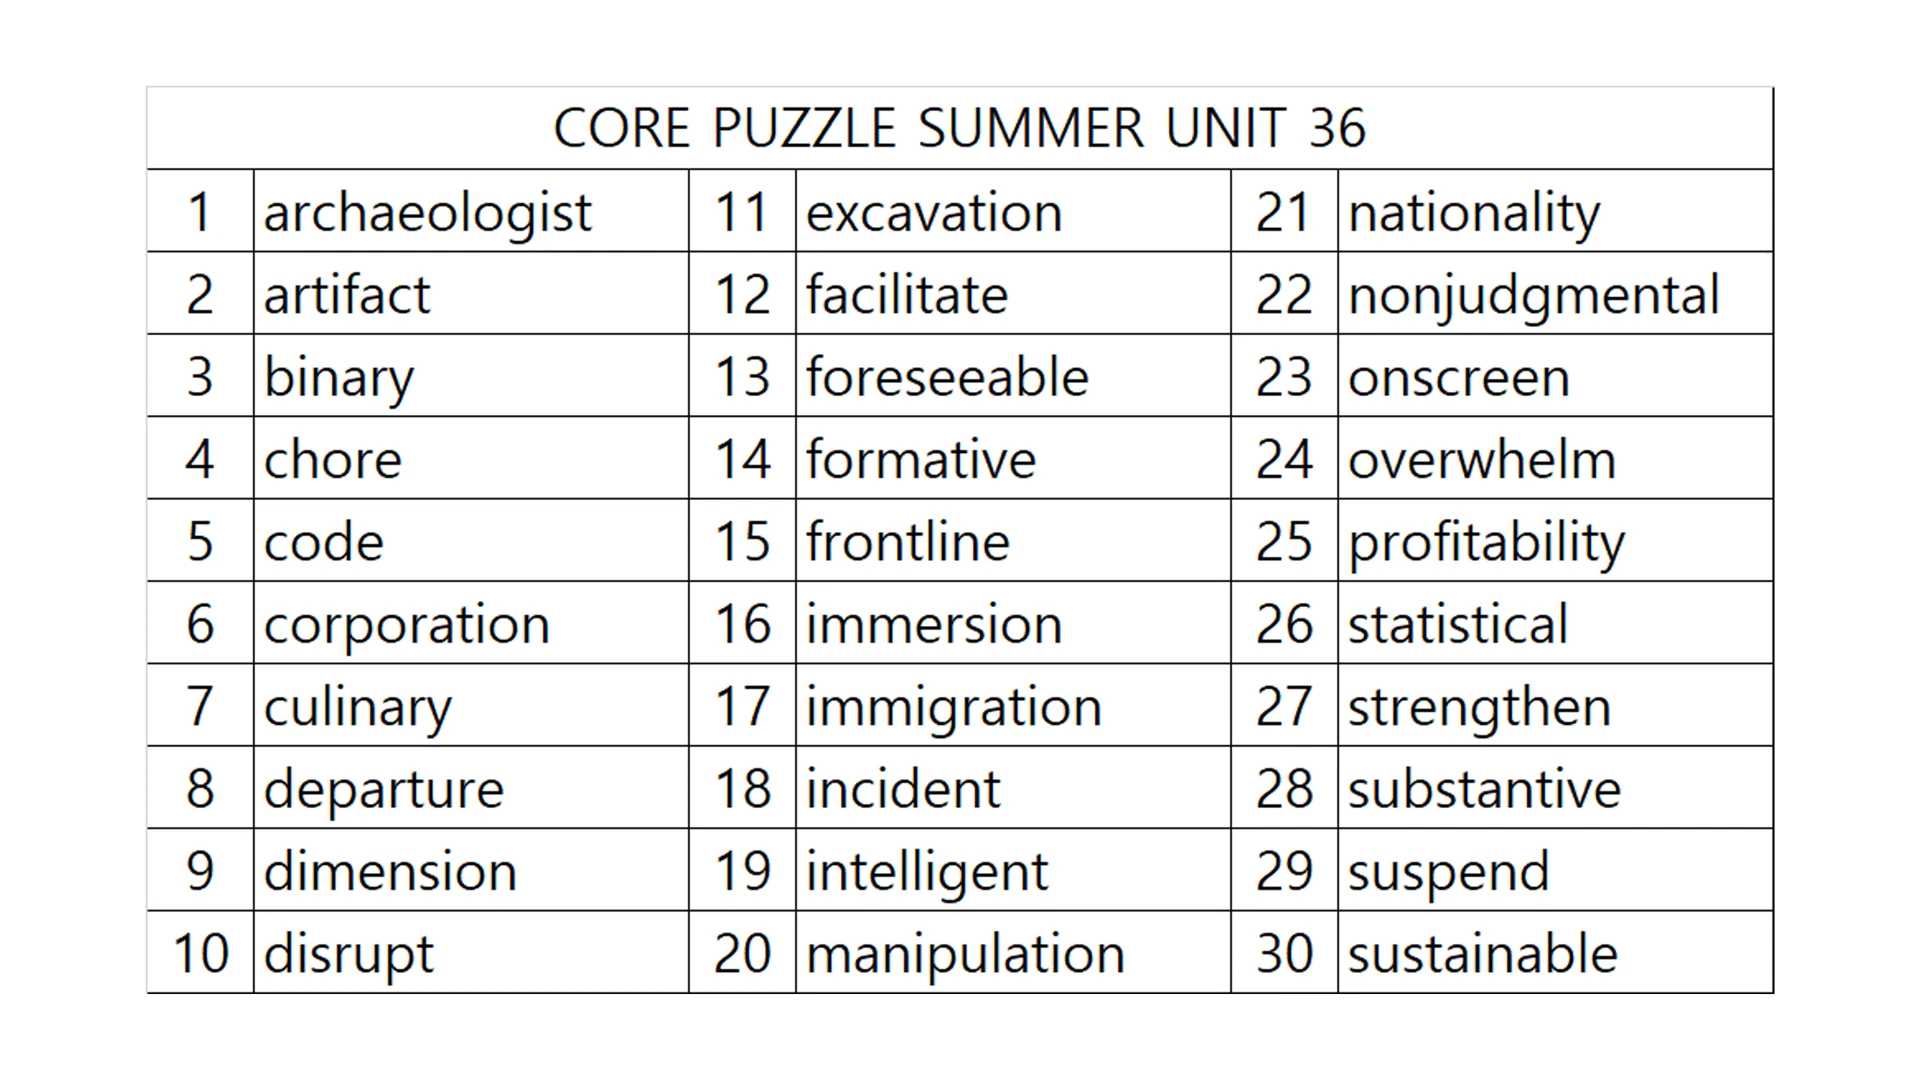 CORE PUZZLE SUMMER UNIT 36
1 archaeologist 11 excavation 21 nationality
2 artifact 12 facilitate 22 nonjudgmental
3 binary 13 foreseeable 23 onscreen
4 chore 14 formative 24 overwhelm
5 code 15 frontline 25 profitability
6 corporation 16 immersion 26 statistical
7 culinary 17 immigration 27 strengthen
8 departure 18 incident 28 substantive
9 dimension 19 intelligent 29 suspend
10 disrupt 20 manipulation 30 sustainable